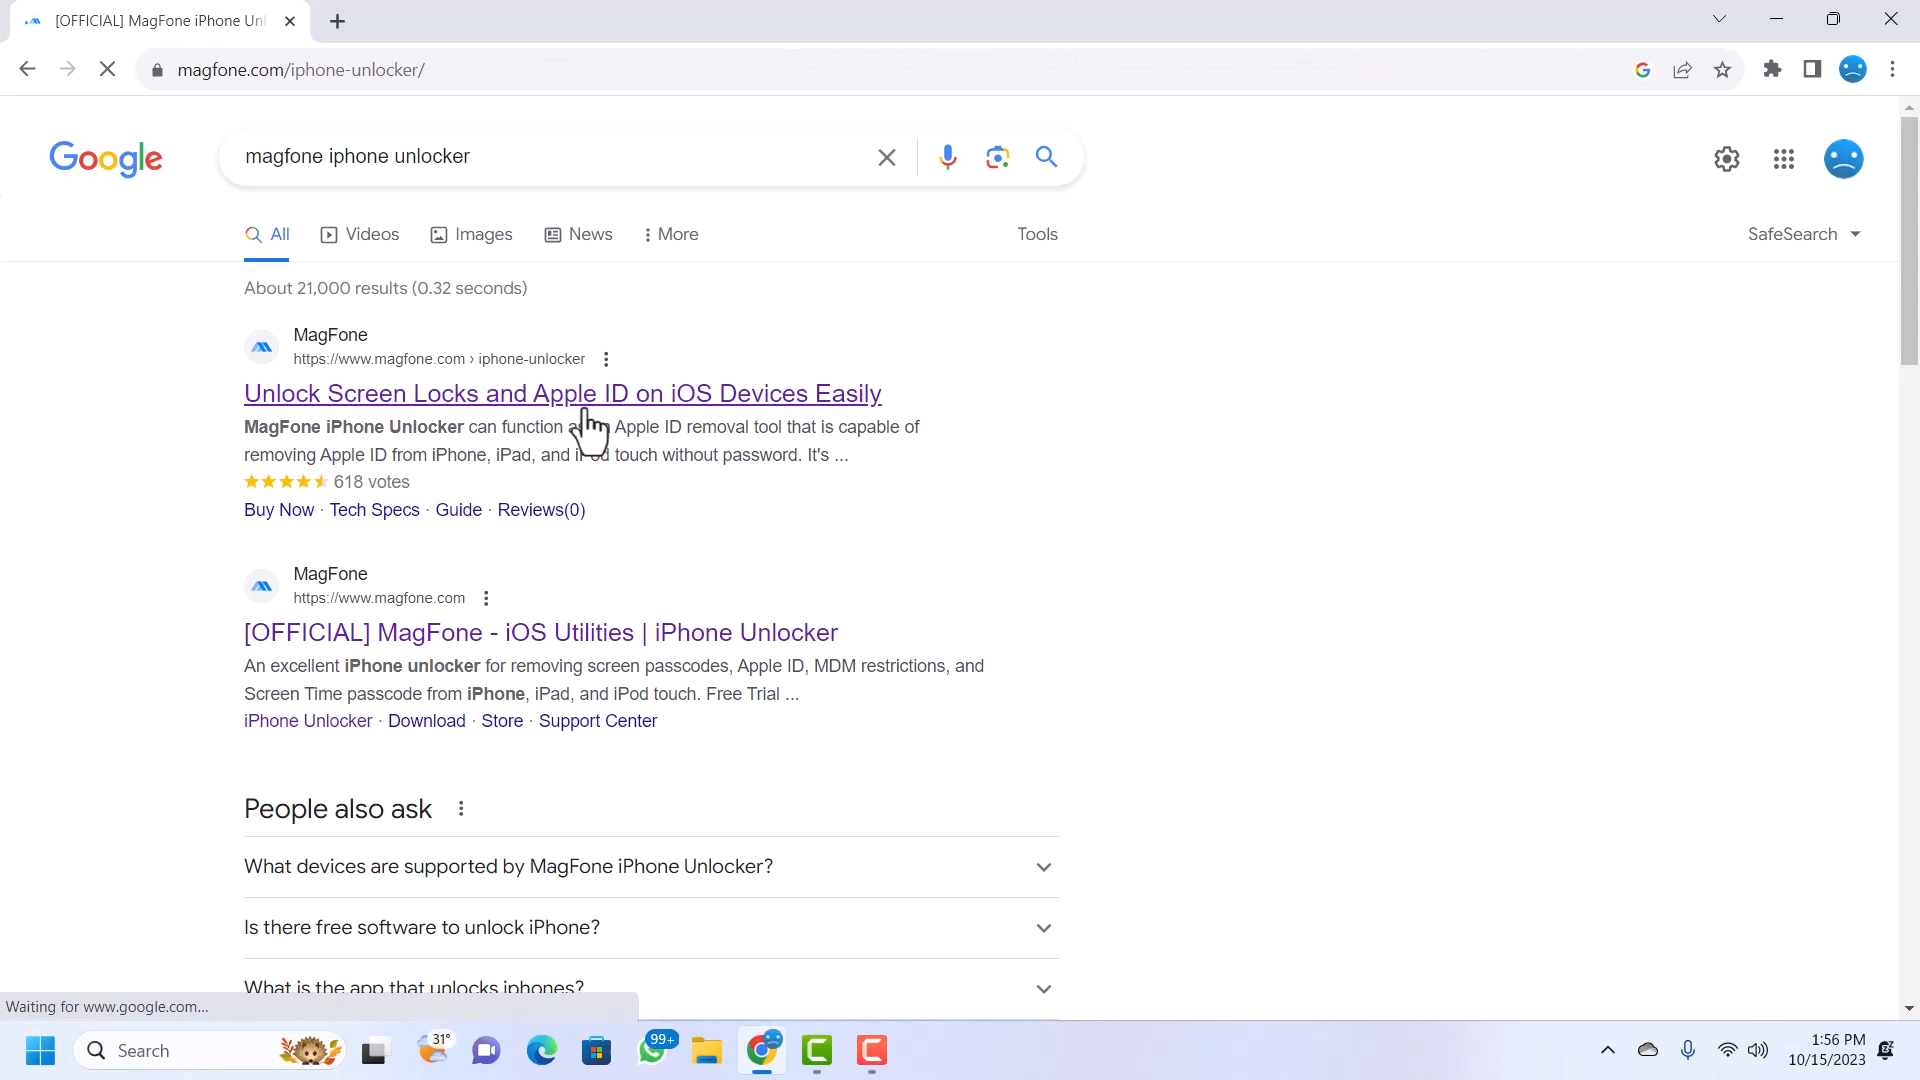 [OFFICIAL] MagFone iPhone Unl
magfone.com/iphone-unlocker/
Google
magfone iphone unlocker
All
Videos
Images
News
More
Tools
SafeSearch
About 21,000 results (0.32 seconds)
MagFone
https://www.magfone.com › iphone-unlocker
Unlock Screen Locks and Apple ID on iOS Devices Easily
MagFone iPhone Unlocker can function Apple ID removal tool that is capable of
removing Apple ID from iPhone, iPad, and touch without password. It's ...
618 votes
Buy Now · Tech Specs · Guide · Reviews(0)
MagFone
https://www.magfone.com
[OFFICIAL] MagFone - iOS Utilities | iPhone Unlocker
An excellent iPhone unlocker for removing screen passcodes, Apple ID, MDM restrictions, and
Screen Time passcode from iPhone, iPad, and iPod touch. Free Trial ...
iPhone Unlocker · Download · Store · Support Center
People also ask
What devices are supported by MagFone iPhone Unlocker?
Is there free software to unlock iPhone?
What is the app that unlocks iphones?
Waiting for www.google.com...
Search
31°
99+
1:56 PM
10/15/2023